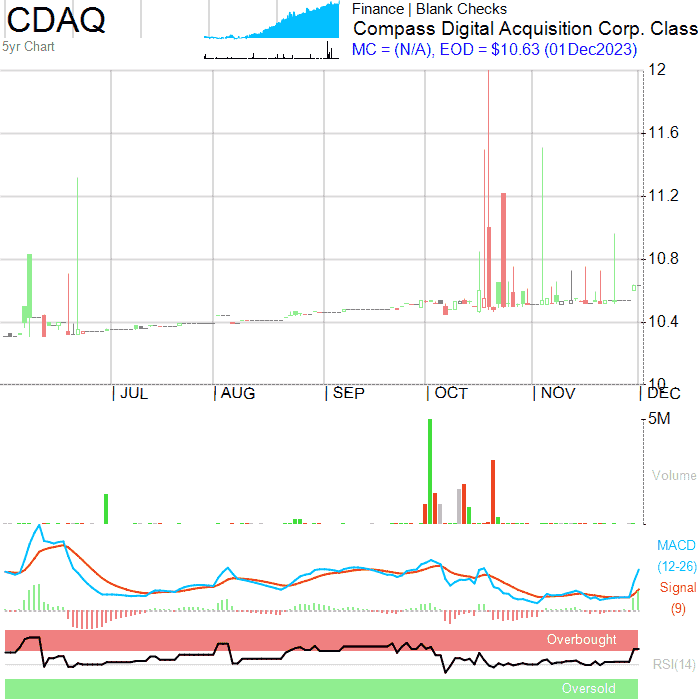 CDAQ
5yr Chart
Finance | Blank Checks
Compass Digital Acquisition Corp. Class
MC = (N/A), EOD = $10.63 (01Dec2023)
12
11.6
11.2
10.8
10.4
10
| JUL
| AUG
| SEP
| OCT
| NOV
| DEC
5M
Volume
MACD
(12-26)
Signal
(9)
Overbought
RSI(14)
Oversold